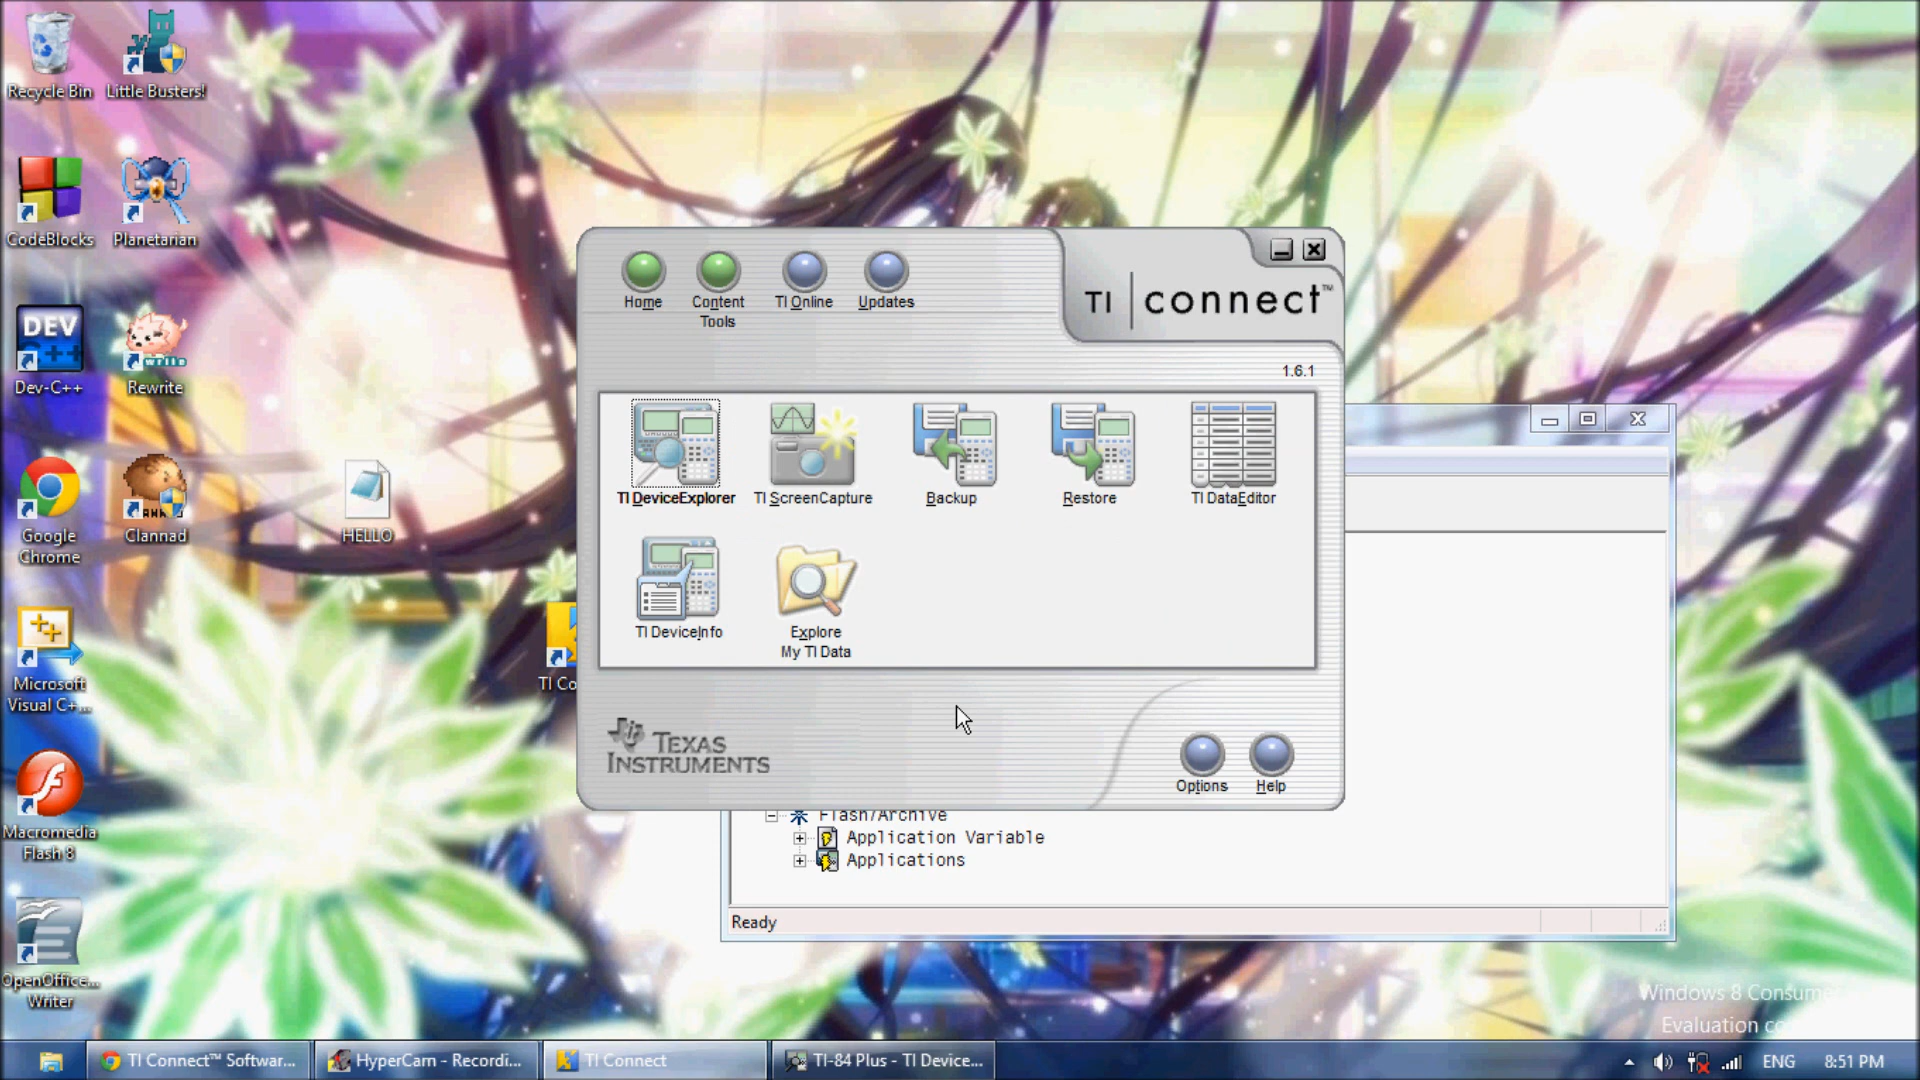 Recycle Bin
Little Busters!
CodeBlocks
Planetarian
DEV
C++
Dev-C++
write
Rewrite
Google
Chrome
Clannad
HELLO
Microsoft
Visual C+...
TI Co
Macromedia
Flash 8
OpenOffice...
Writer
Home
Content
Tools
TI Online
Updates
TI connect™
1.6.1
TI DeviceExplorer
TI ScreenCapture
Backup
Restore
TI DataEditor
TI DeviceInfo
Explore
My TI Data
TEXAS
INSTRUMENTS
Options
Help
Flash/Archive
Application Variable
Applications
Ready
Windows 8 Consum
Evaluation co
TI Connect™ Softwar...
HyperCam - Recordi...
TI Connect
TI-84 Plus - TI Device...
ENG
8:51 PM